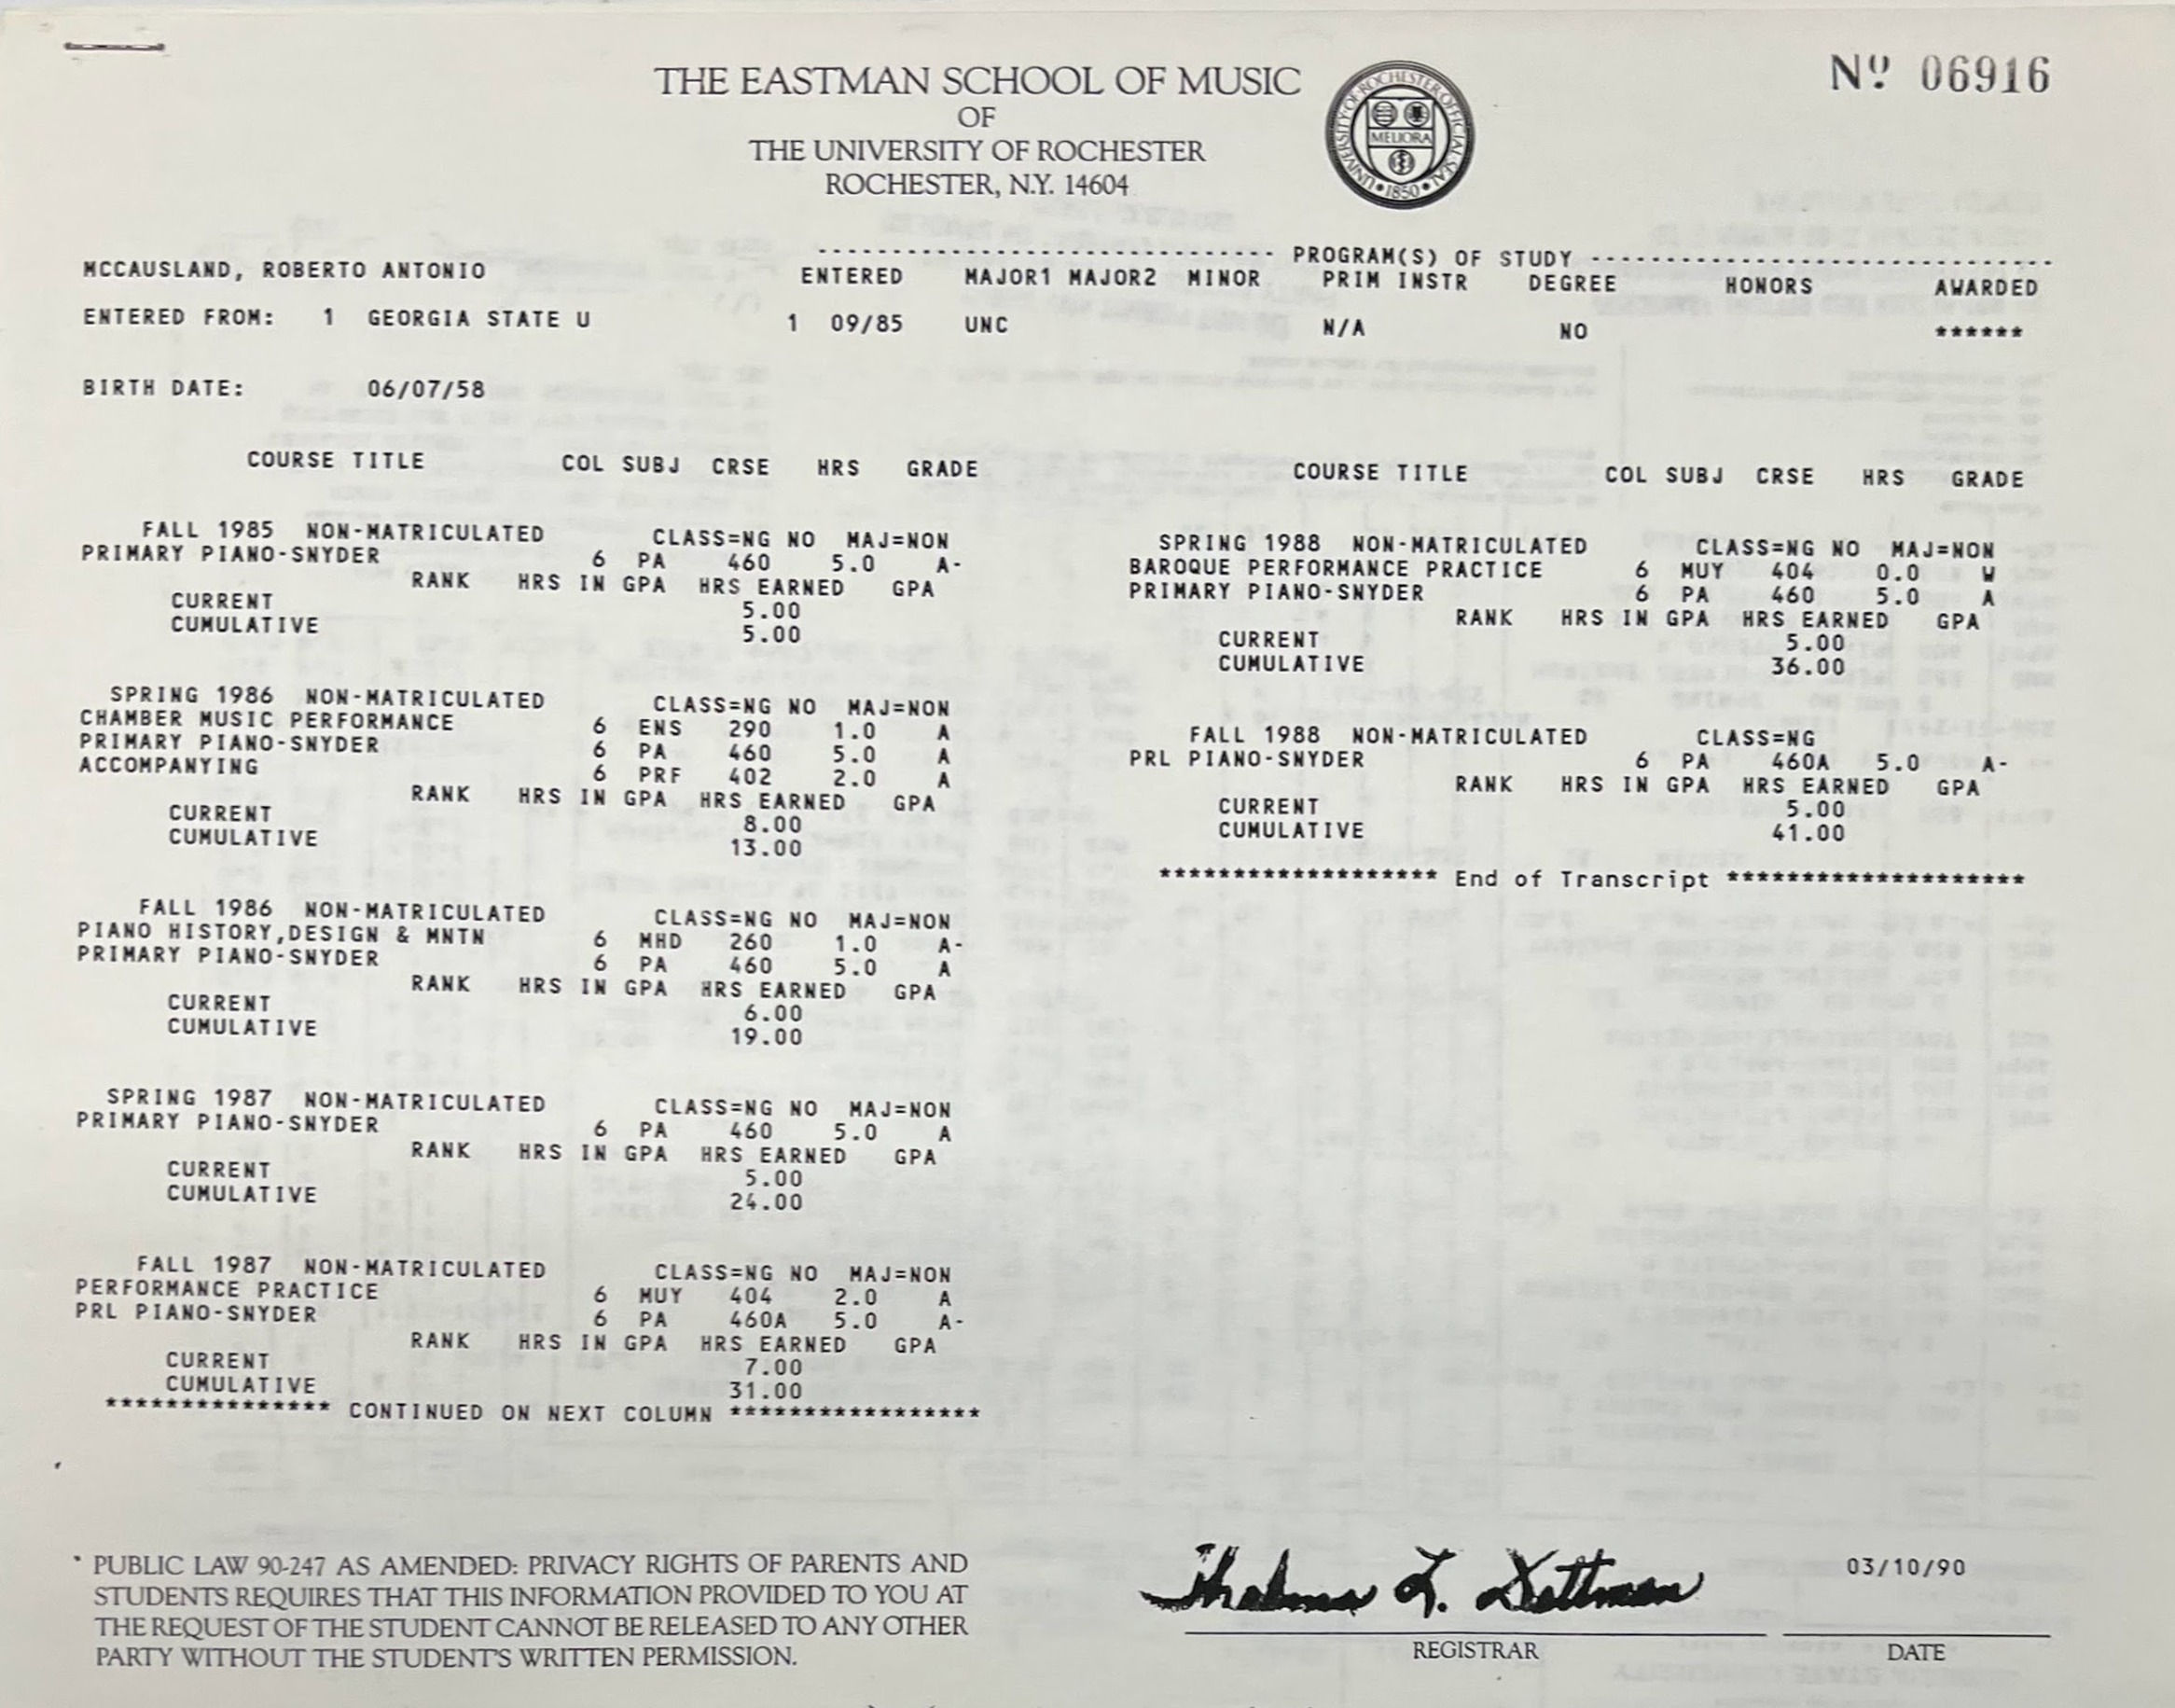 Nº 06916
THE EASTMAN SCHOOL OF MUSIC
OF
THE UNIVERSITY OF ROCHESTER
ROCHESTER, N.Y. 14604
UNIVERSITY OF ROCHESTER OFFICIAL SEAL
MELIORA
1850
---------------------------- PROGRAM(S) OF STUDY ----------------------------
MCCAUSLAND, ROBERTO ANTONIO ENTERED MAJOR1 MAJOR2 MINOR PRIM INSTR DEGREE HONORS AWARDED
ENTERED FROM: 1 GEORGIA STATE U 1 09/85 UNC N/A NO ******
BIRTH DATE: 06/07/58
COURSE TITLE COL SUBJ CRSE HRS GRADE
FALL 1985 NON-MATRICULATED CLASS=NG NO MAJ=NON
PRIMARY PIANO-SNYDER 6 PA 460 5.0 A-
RANK HRS IN GPA HRS EARNED GPA
CURRENT 5.00
CUMULATIVE 5.00
SPRING 1986 NON-MATRICULATED CLASS=NG NO MAJ=NON
CHAMBER MUSIC PERFORMANCE 6 ENS 290 1.0 A
PRIMARY PIANO-SNYDER 6 PA 460 5.0 A
ACCOMPANYING 6 PRF 402 2.0 A
RANK HRS IN GPA HRS EARNED GPA
CURRENT 8.00
CUMULATIVE 13.00
FALL 1986 NON-MATRICULATED CLASS=NG NO MAJ=NON
PIANO HISTORY,DESIGN & MNTN 6 MHD 260 1.0 A-
PRIMARY PIANO-SNYDER 6 PA 460 5.0 A
RANK HRS IN GPA HRS EARNED GPA
CURRENT 6.00
CUMULATIVE 19.00
SPRING 1987 NON-MATRICULATED CLASS=NG NO MAJ=NON
PRIMARY PIANO-SNYDER 6 PA 460 5.0 A
RANK HRS IN GPA HRS EARNED GPA
CURRENT 5.00
CUMULATIVE 24.00
FALL 1987 NON-MATRICULATED CLASS=NG NO MAJ=NON
PERFORMANCE PRACTICE 6 MUY 404 2.0 A
PRL PIANO-SNYDER 6 PA 460A 5.0 A-
RANK HRS IN GPA HRS EARNED GPA
CURRENT 7.00
CUMULATIVE 31.00
*************** CONTINUED ON NEXT COLUMN *****************
COURSE TITLE COL SUBJ CRSE HRS GRADE
SPRING 1988 NON-MATRICULATED CLASS=NG NO MAJ=NON
BAROQUE PERFORMANCE PRACTICE 6 MUY 404 0.0 W
PRIMARY PIANO-SNYDER 6 PA 460 5.0 A
RANK HRS IN GPA HRS EARNED GPA
CURRENT 5.00
CUMULATIVE 36.00
FALL 1988 NON-MATRICULATED CLASS=NG
PRL PIANO-SNYDER 6 PA 460A 5.0 A-
RANK HRS IN GPA HRS EARNED GPA
CURRENT 5.00
CUMULATIVE 41.00
******************* End of Transcript ********************
* PUBLIC LAW 90-247 AS AMENDED: PRIVACY RIGHTS OF PARENTS AND
STUDENTS REQUIRES THAT THIS INFORMATION PROVIDED TO YOU AT
THE REQUEST OF THE STUDENT CANNOT BE RELEASED TO ANY OTHER
PARTY WITHOUT THE STUDENT'S WRITTEN PERMISSION.
Thelma L. Dettman
03/10/90
REGISTRAR
DATE